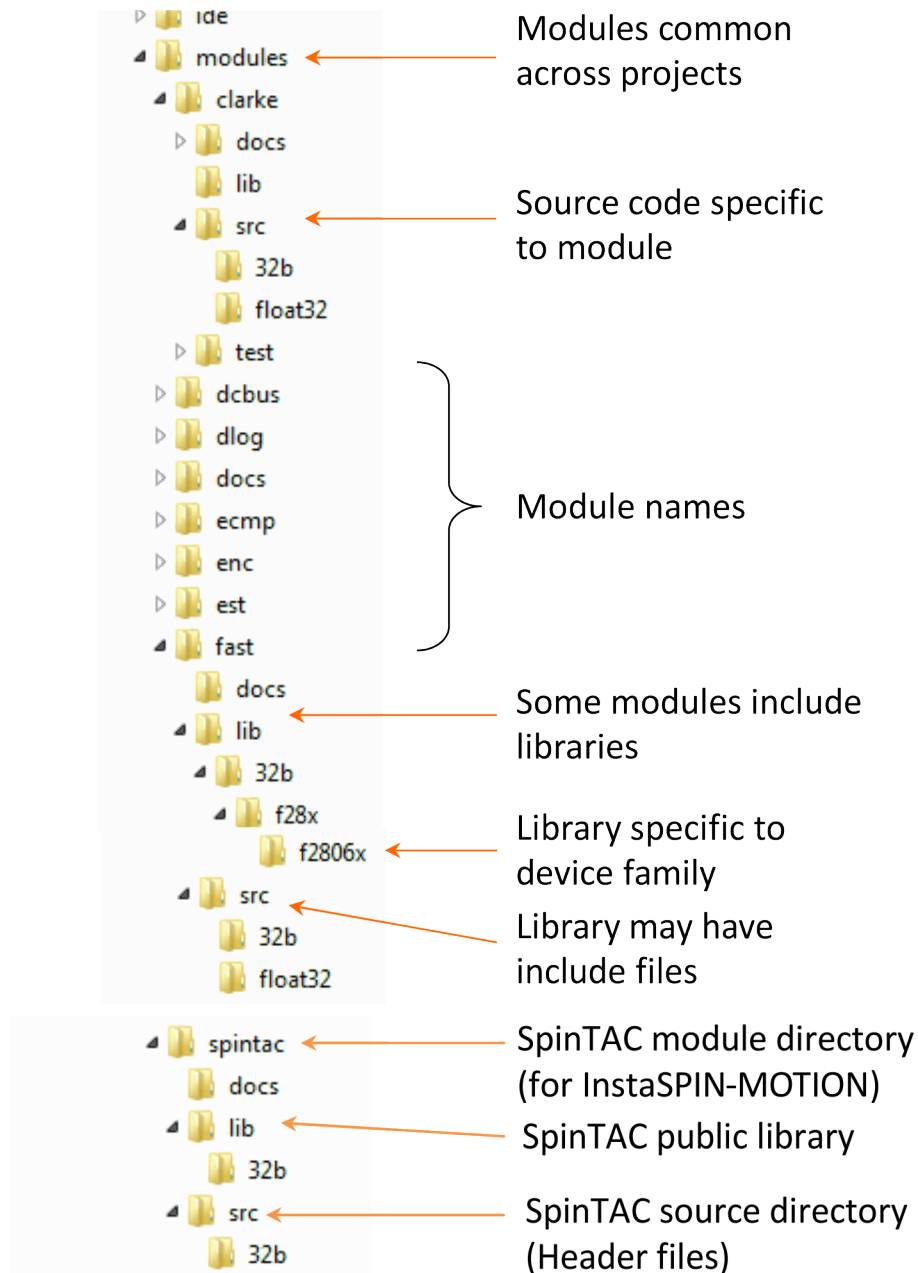 ide
modules
Modules common
across projects
clarke
docs
lib
src
Source code specific
to module
32b
float32
test
dcbus
dlog
docs
ecmp
Module names
enc
est
fast
docs
Some modules include
libraries
lib
32b
f28x
f2806x
Library specific to
device family
src
Library may have
include files
32b
float32
spintac
SpinTAC module directory
(for InstaSPIN-MOTION)
docs
lib
SpinTAC public library
32b
src
SpinTAC source directory
(Header files)
32b